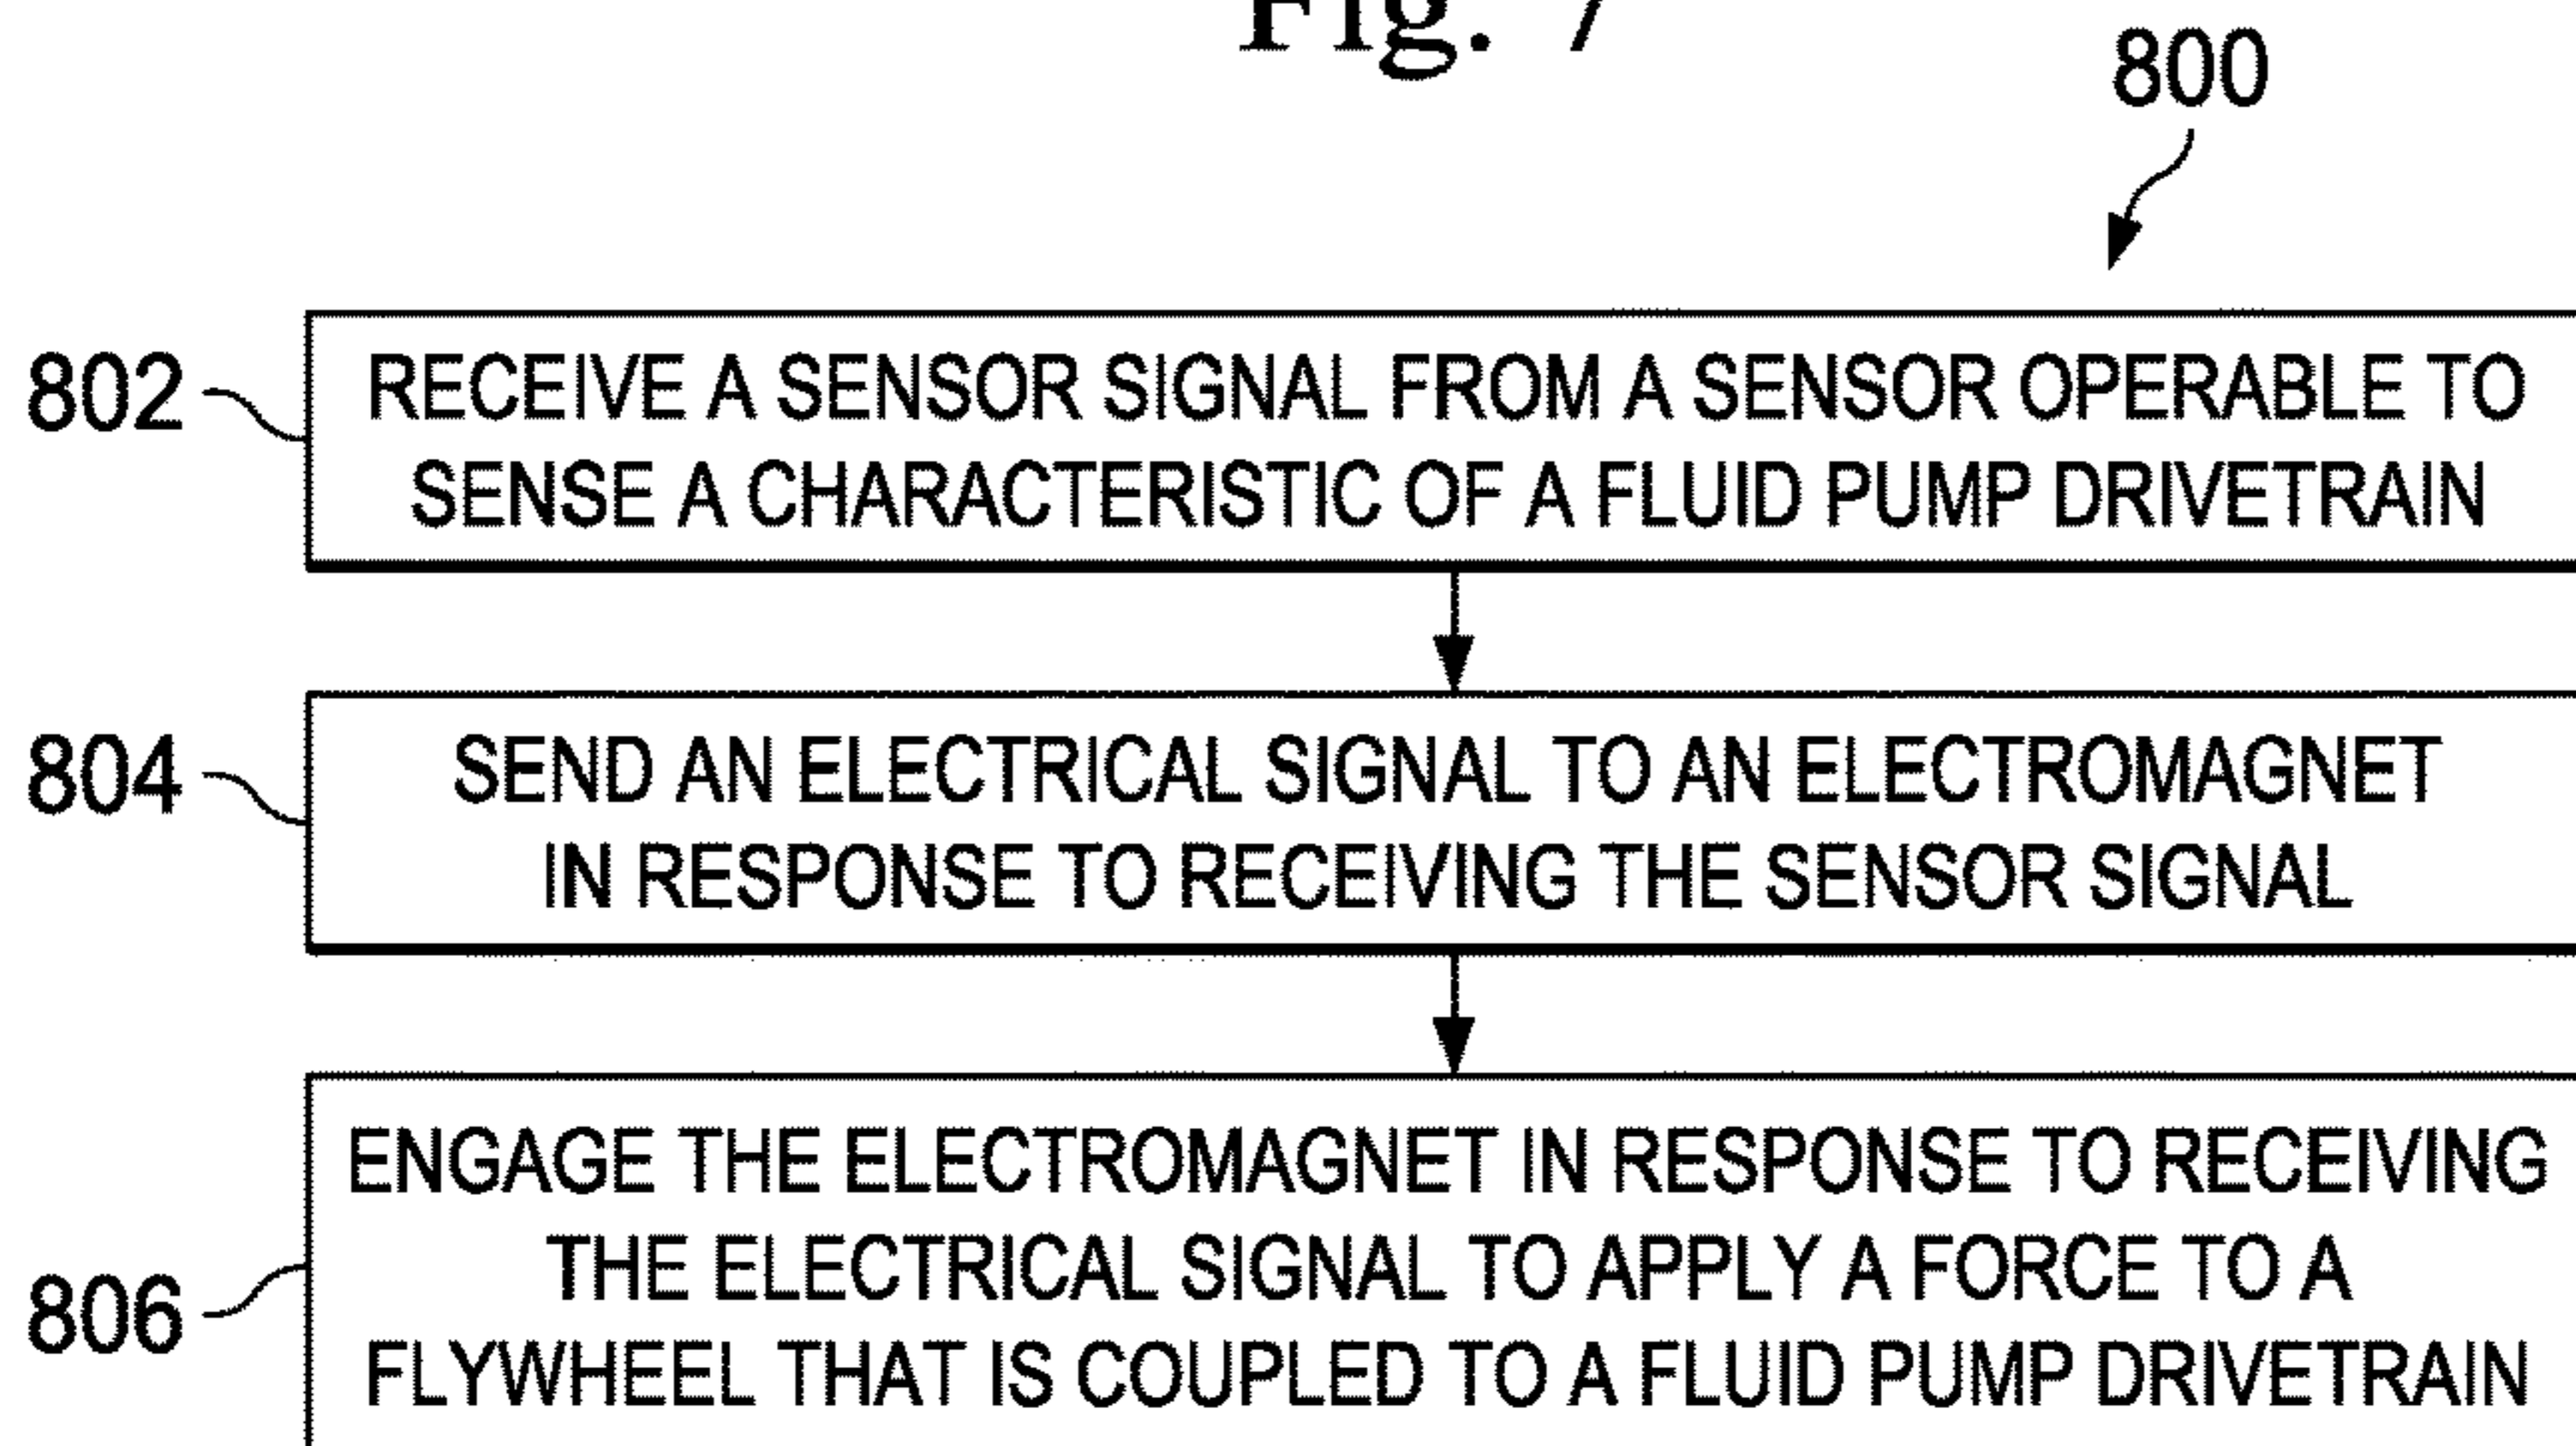 Fig. 7
800
802
RECEIVE A SENSOR SIGNAL FROM A SENSOR OPERABLE TO
SENSE A CHARACTERISTIC OF A FLUID PUMP DRIVETRAIN
804
SEND AN ELECTRICAL SIGNAL TO AN ELECTROMAGNET
IN RESPONSE TO RECEIVING THE SENSOR SIGNAL
806
ENGAGE THE ELECTROMAGNET IN RESPONSE TO RECEIVING
THE ELECTRICAL SIGNAL TO APPLY A FORCE TO A
FLYWHEEL THAT IS COUPLED TO A FLUID PUMP DRIVETRAIN